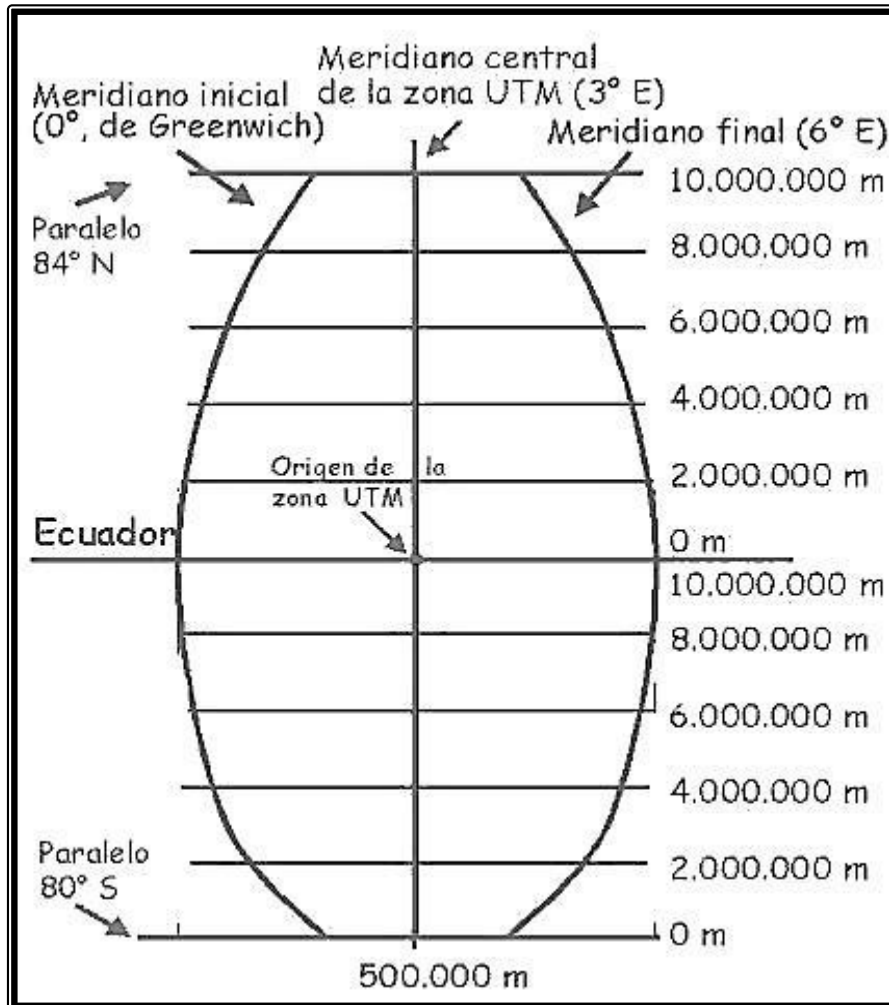 Meridiano central
de la zona UTM (3° E)
Meridiano inicial
(0°, de Greenwich)
Meridiano final (6° E)
10.000.000 m
Paralelo
84° N
8.000.000 m
6.000.000 m
4.000.000 m
Origen de la
zona UTM
2.000.000 m
Ecuador
0 m
10.000.000 m
8.000.000 m
6.000.000 m
4.000.000 m
Paralelo
80° S
2.000.000 m
0 m
500.000 m